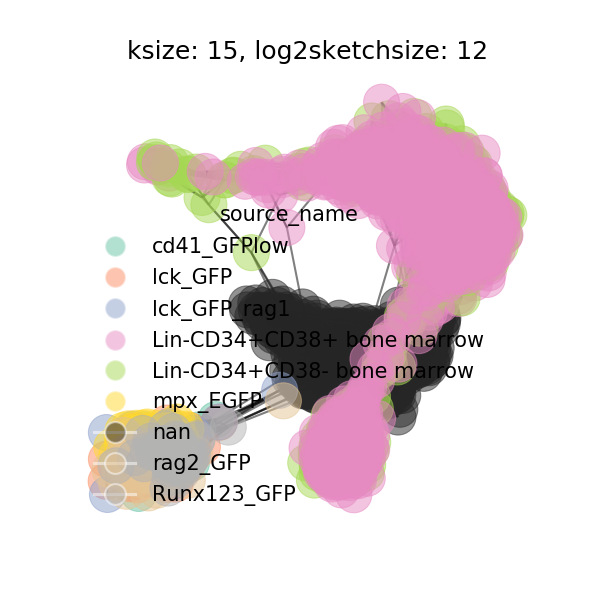 ksize: 15, log2sketchsize: 12
source_name
cd41_GFPlow
lck_GFP
lck_GFP_rag1
Lin-CD34+CD38+ bone marrow
Lin-CD34+CD38- bone marrow
mpx_EGFP
nan
rag2_GFP
Runx123_GFP